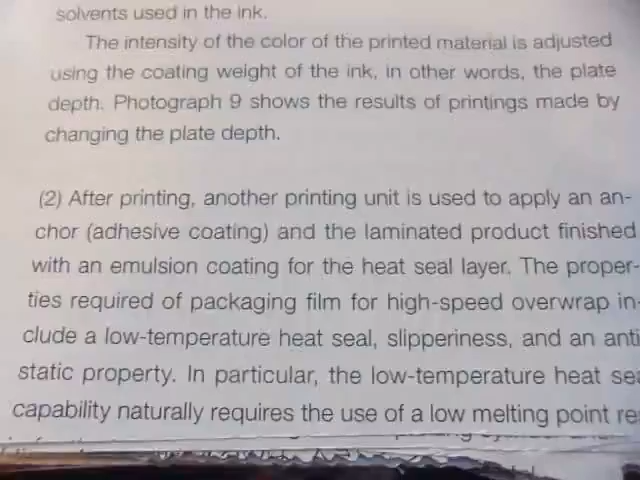 solvents used in the ink.
The intensity of the color of the printed material is adjusted
using the coating weight of the ink, in other words, the plate
depth. Photograph 9 shows the results of printings made by
changing the plate depth.
(2) After printing, another printing unit is used to apply an an-
chor (adhesive coating) and the laminated product finished
with an emulsion coating for the heat seal layer. The proper-
ties required of packaging film for high-speed overwrap in-
clude a low-temperature heat seal, slipperiness, and an anti
static property. In particular, the low-temperature heat sea
capability naturally requires the use of a low melting point re